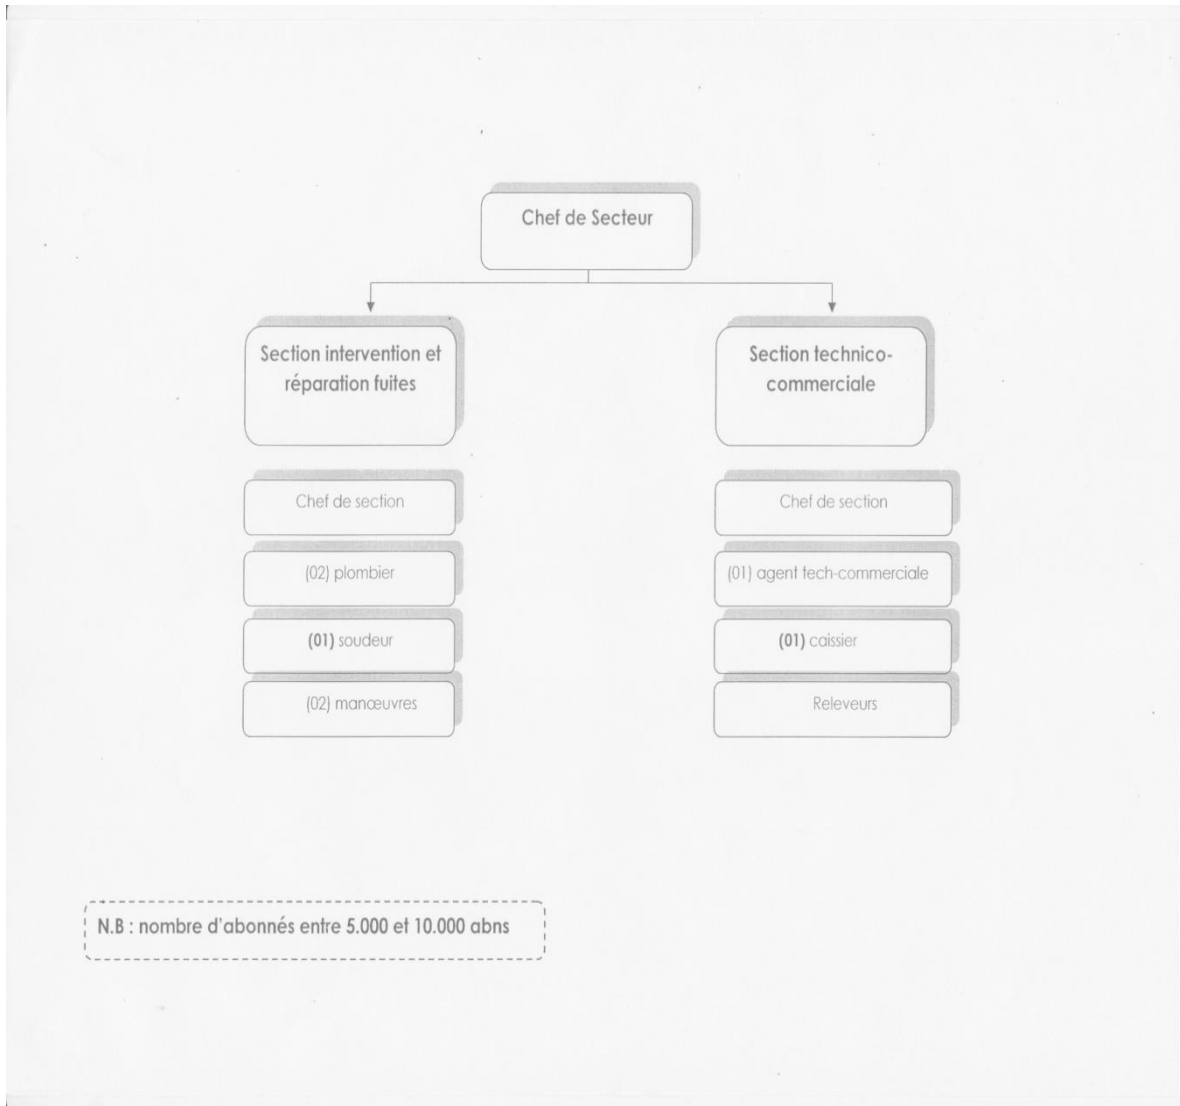 Chef de Secteur
Section intervention et
réparation fuites
Chef de section
(02) plombier
(01) soudeur
(02) manœuvres
Section technico-
commerciale
Chef de section
(01) agent tech-commerciale
(01) caissier
Releveurs
N.B : nombre d'abonnés entre 5.000 et 10.000 abns